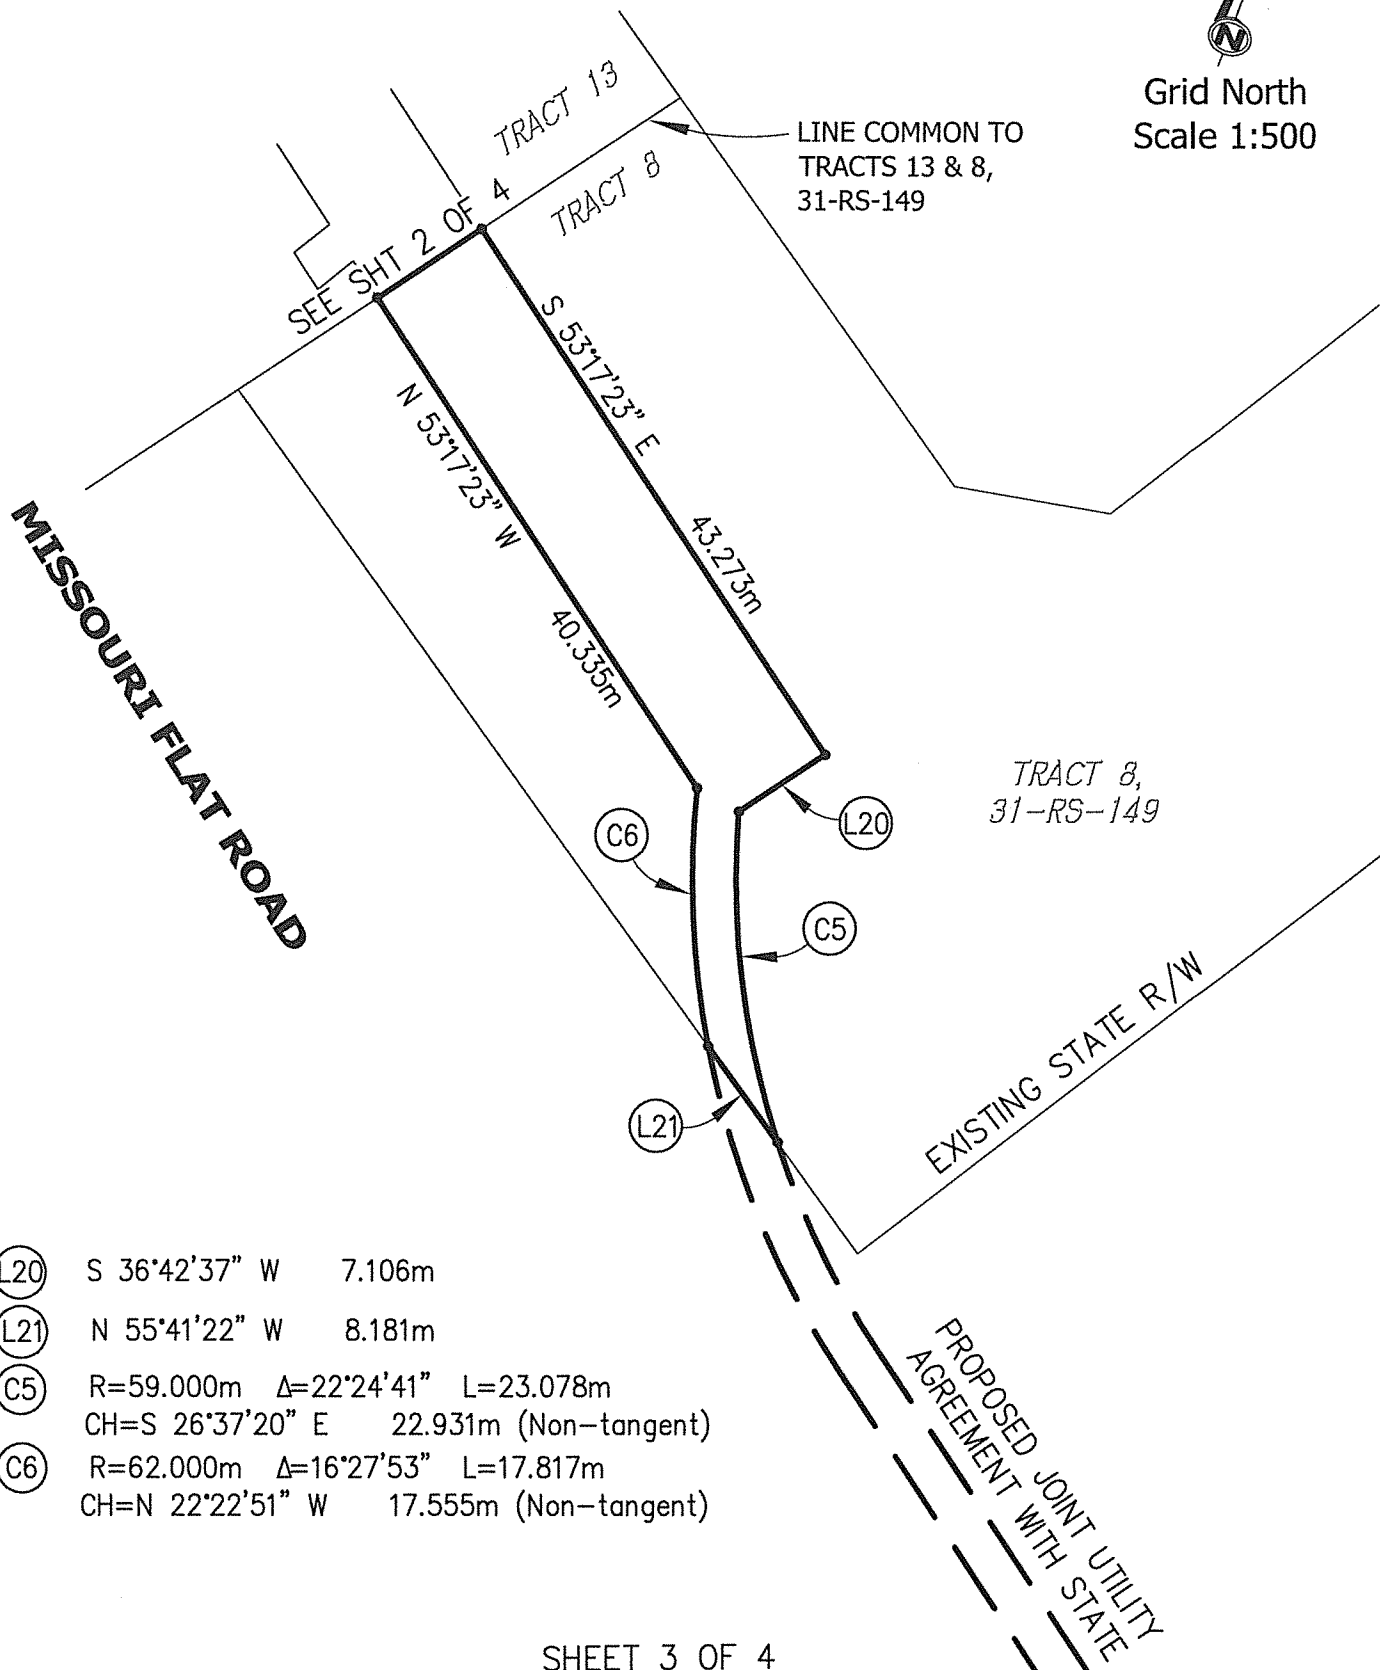 N
Grid North
Scale 1:500
TRACT 13
LINE COMMON TO
TRACTS 13 & 8,
31-RS-149
TRACT 8
SEE SHT 2 OF 4
S 53°17'23" E
43.273m
N 53°17'23" W
40.335m
MISSOURI FLAT ROAD
TRACT 8,
31-RS-149
L20
C6
C5
L21
EXISTING STATE R/W
L20 S 36°42'37" W 7.106m
L21 N 55°41'22" W 8.181m
C5 R=59.000m Δ=22°24'41" L=23.078m
CH=S 26°37'20" E 22.931m (Non-tangent)
C6 R=62.000m Δ=16°27'53" L=17.817m
CH=N 22°22'51" W 17.555m (Non-tangent)
PROPOSED JOINT UTILITY
AGREEMENT WITH STATE
SHEET 3 OF 4